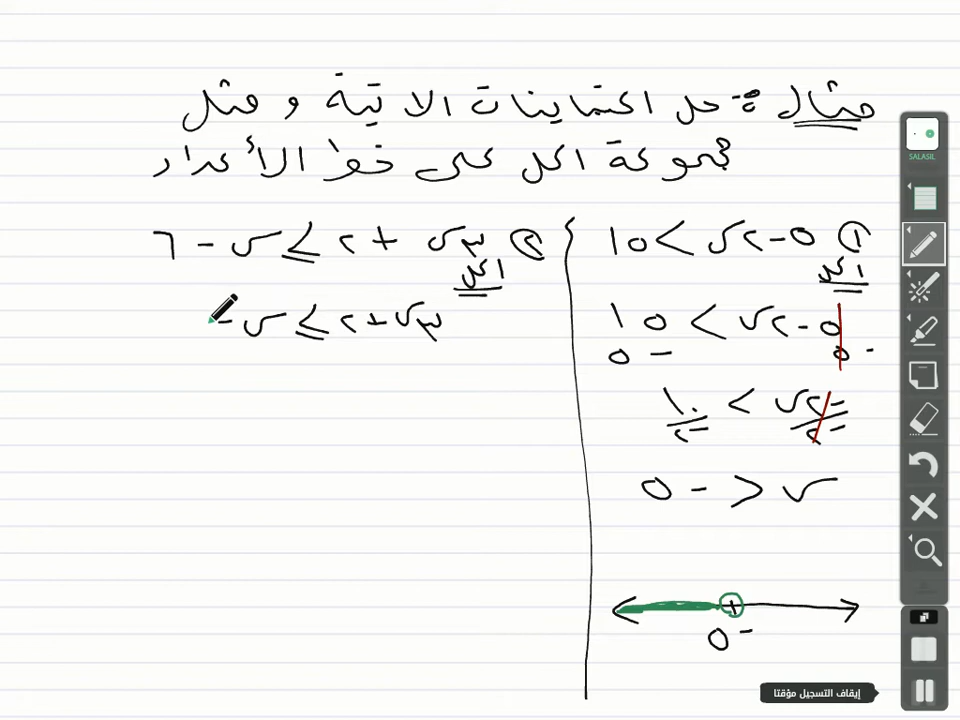 مثال :- حل المتباينات الاتية و مثل
مجموعة الحل على خط الأعداد
① ٥ - ٢س > ١٥
الحل
٥ - ٢س > ١٥
-٥ -٥
-٢س > ١٠
-٢ -٢
س < -٥
-٥
② ٣س + ٢ ≥ س - ٦
الحل
٣س + ٢ ≥ س -
SALASIL
إيقاف التسجيل مؤقتا